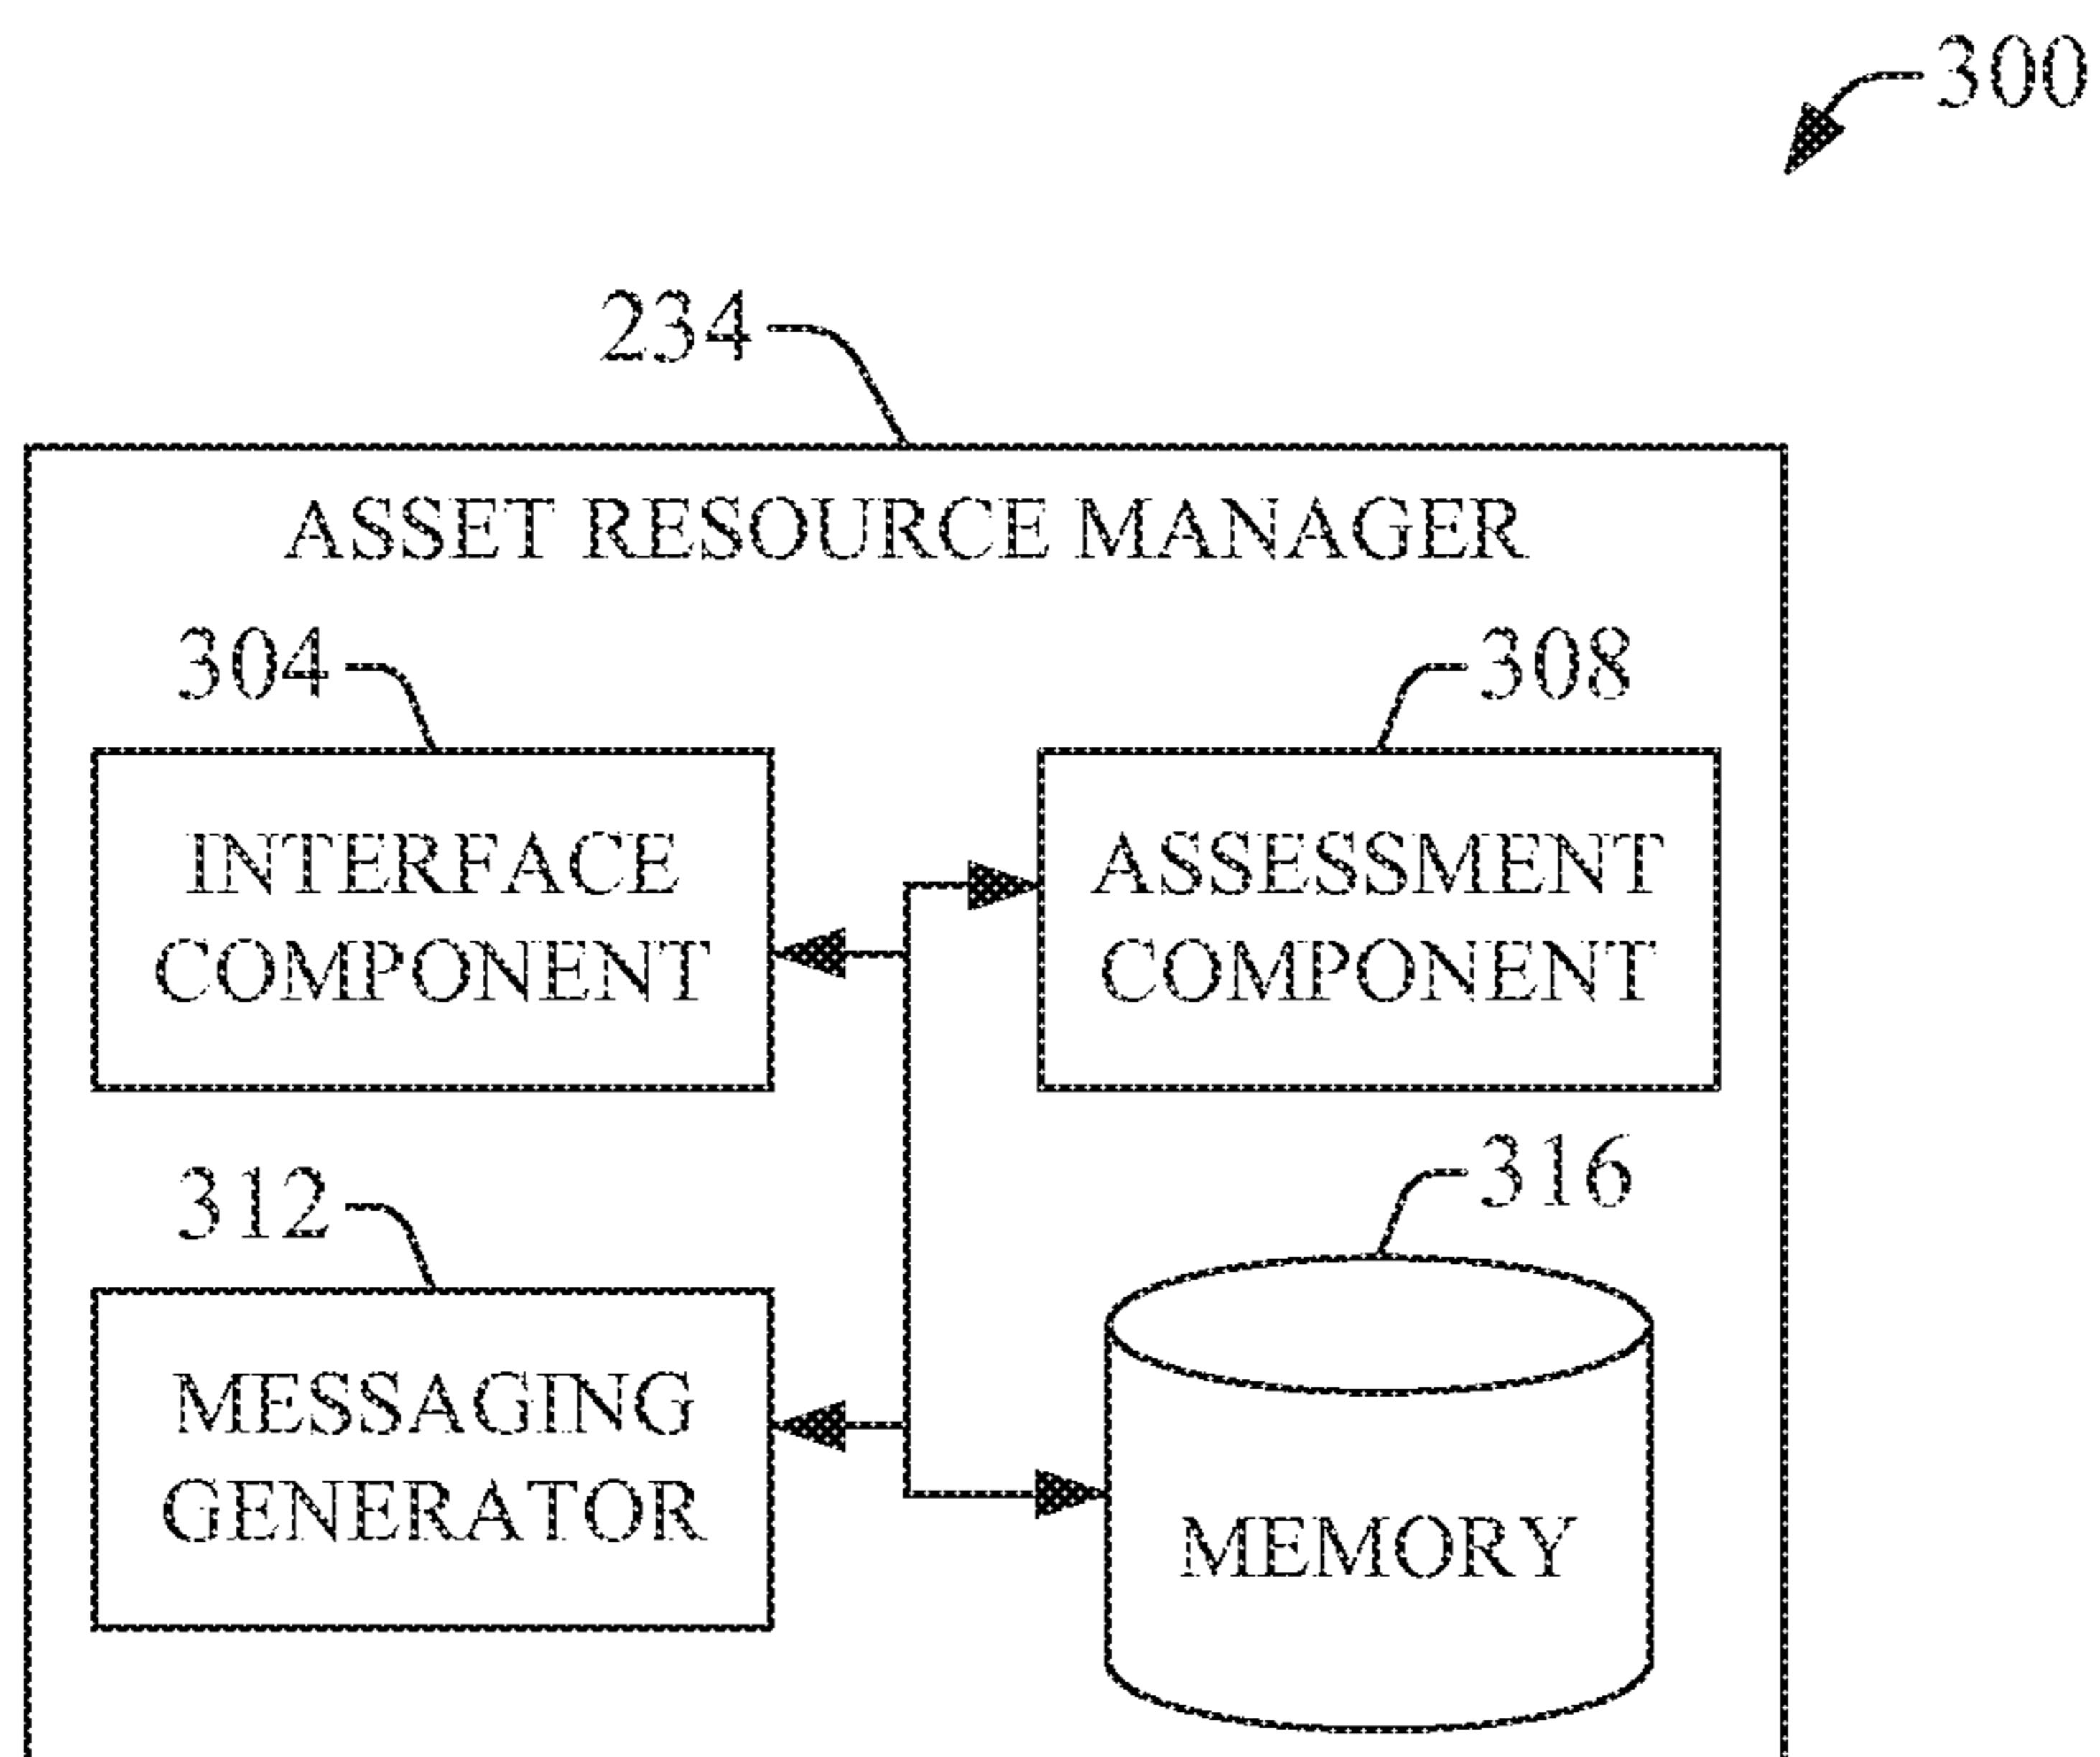 300
234
ASSET RESOURCE MANAGER
304
308
INTERFACE
COMPONENT
ASSESSMENT
COMPONENT
312
316
MESSAGING
GENERATOR
MEMORY